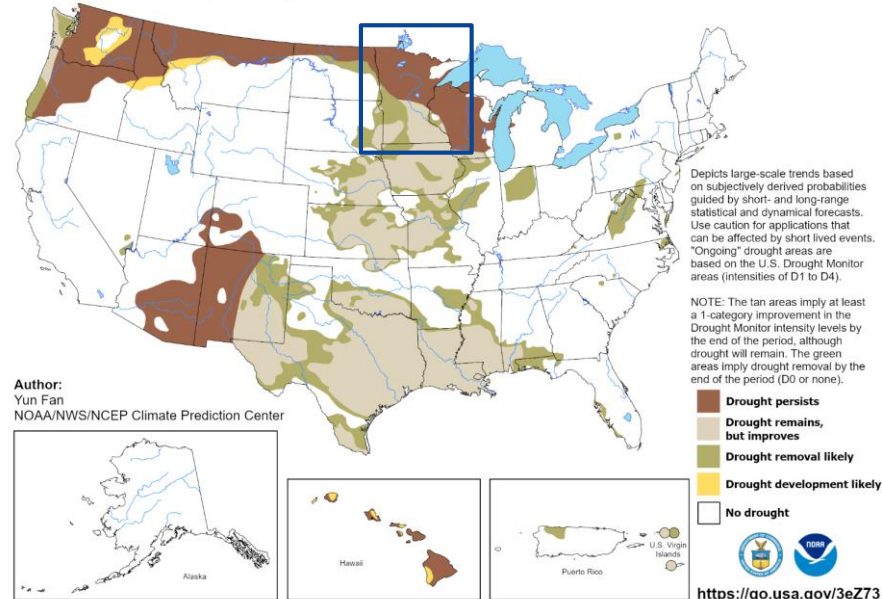 Depicts large-scale trends based
on subjectively derived probabilities
guided by short- and long-range
statistical and dynamical forecasts.
Use caution for applications that
can be affected by short lived events.
"Ongoing" drought areas are
based on the U.S. Drought Monitor
areas (intensities of D1 to D4).
NOTE: The tan areas imply at least
a 1-category improvement in the
Drought Monitor intensity levels by
the end of the period, although
drought will remain. The green
areas imply drought removal by the
end of the period (D0 or none).
Author:
Yun Fan
NOAA/NWS/NCEP Climate Prediction Center
Drought persists
Drought remains,
but improves
Drought removal likely
Drought development likely
No drought
Alaska
Hawaii
Puerto Rico
U.S. Virgin
Islands
NOAA
https://go.usa.gov/3eZ73